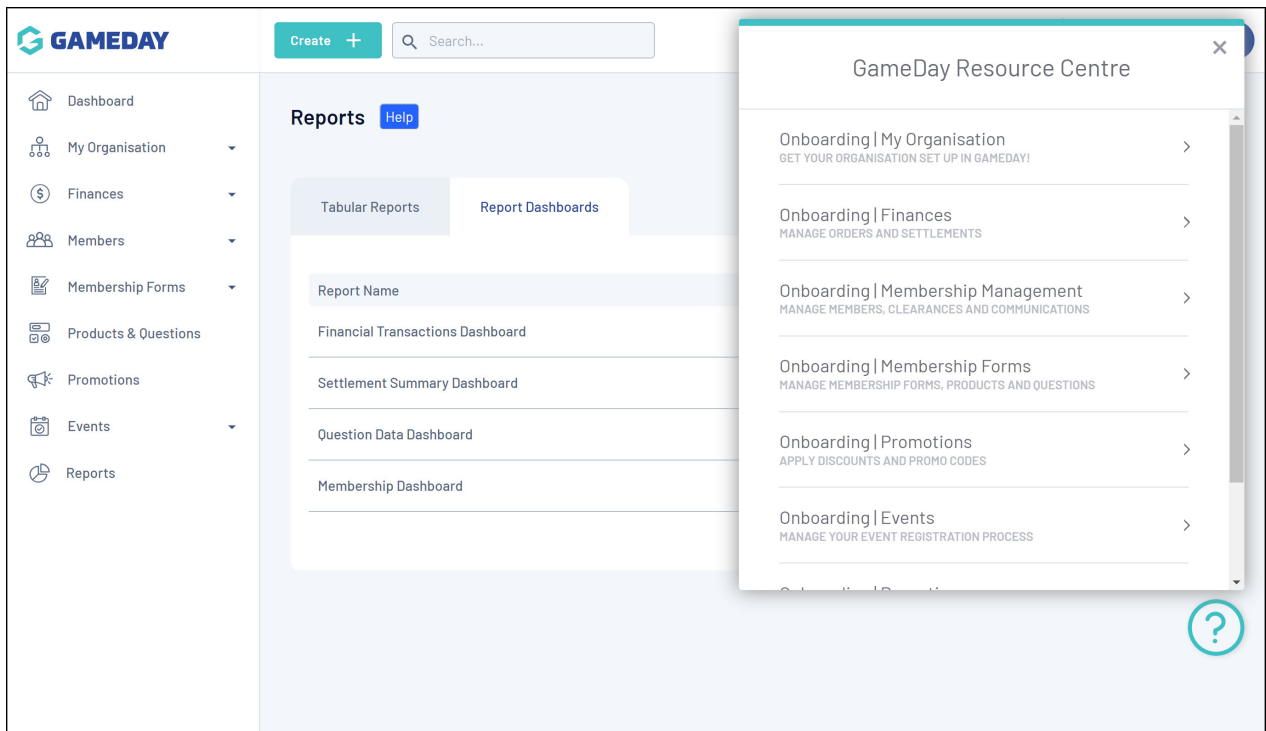 GAMEDAY
Create +
Search...
Dashboard
My Organisation
Finances
Members
Membership Forms
Products & Questions
Promotions
Events
Reports
Reports Help
Tabular Reports
Report Dashboards
Report Name
Financial Transactions Dashboard
Settlement Summary Dashboard
Question Data Dashboard
Membership Dashboard
GameDay Resource Centre
Onboarding | My Organisation
GET YOUR ORGANISATION SET UP IN GAMEDAY!
Onboarding | Finances
MANAGE ORDERS AND SETTLEMENTS
Onboarding | Membership Management
MANAGE MEMBERS, CLEARANCES AND COMMUNICATIONS
Onboarding | Membership Forms
MANAGE MEMBERSHIP FORMS, PRODUCTS AND QUESTIONS
Onboarding | Promotions
APPLY DISCOUNTS AND PROMO CODES
Onboarding | Events
MANAGE YOUR EVENT REGISTRATION PROCESS
?